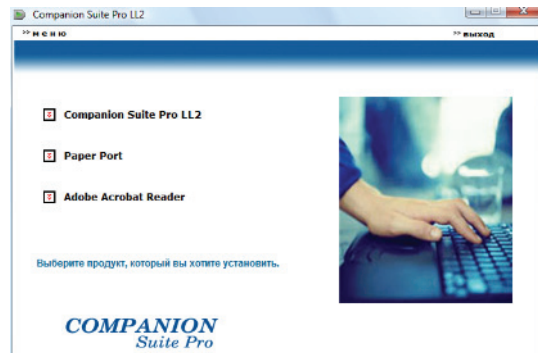 Companion Suite Pro LL2
>> меню >> выход
Companion Suite Pro LL2
Paper Port
Adobe Acrobat Reader
Выберите продукт, который вы хотите установить.
COMPANION
Suite Pro